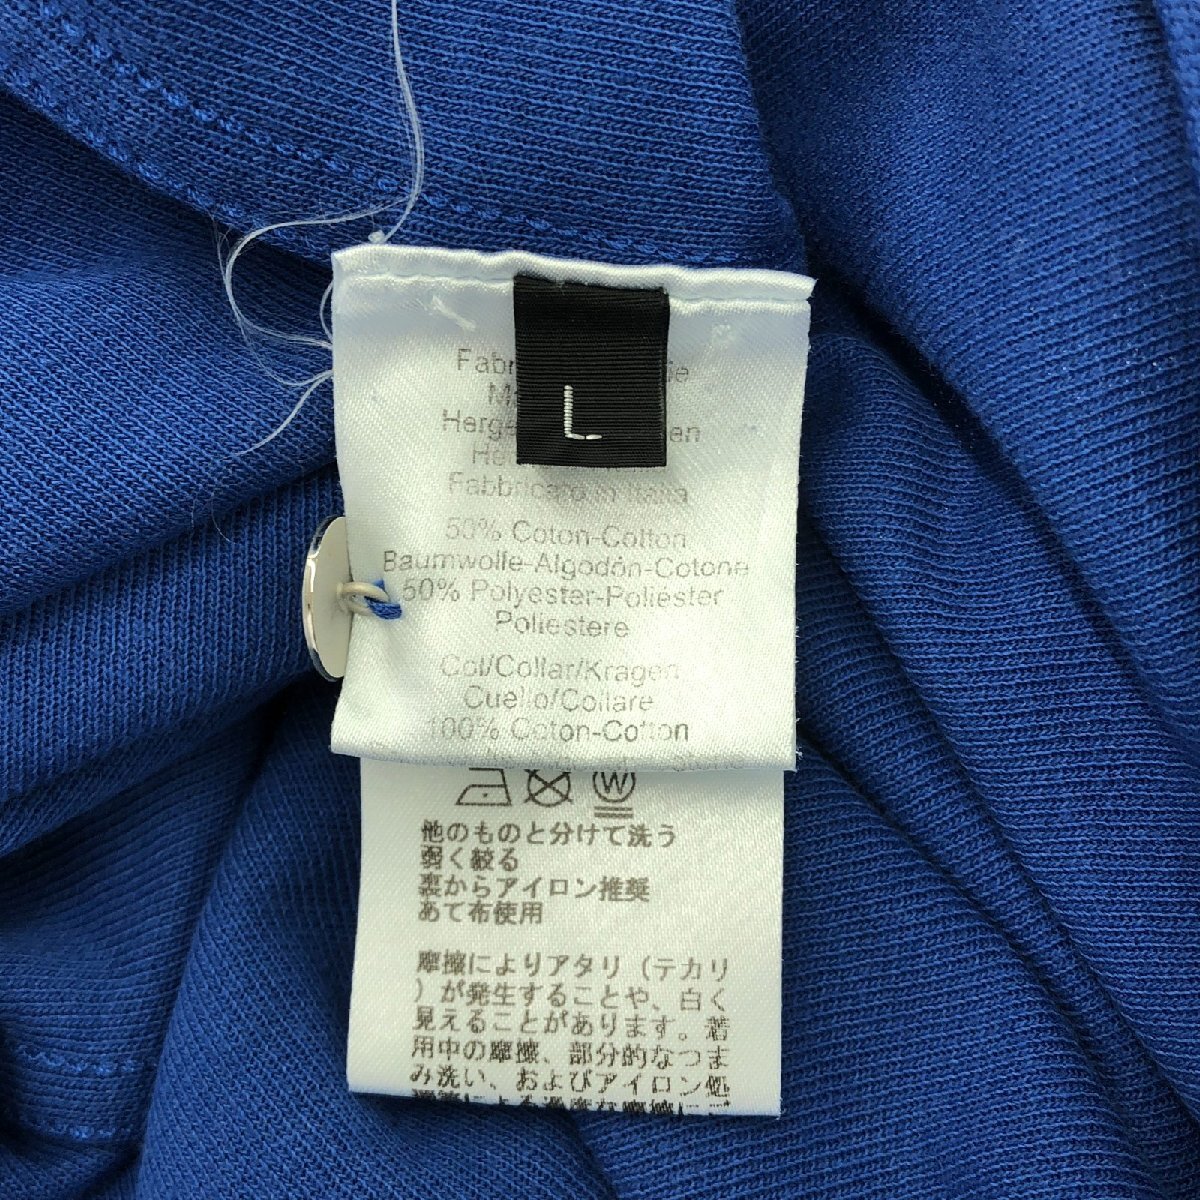 L
Fabbricato in Italia
50% Coton-Cotton
Baumwolle-Algodón-Cotone
50% Polyester-Poliéster
Poliestere
Col/Collar/Kragen
Cuello/Collare
100% Coton-Cotton
W
他のものと分けて洗う
弱く絞る
裏からアイロン推奨
あて布使用
摩擦によりアタリ（テカリ
）が発生することや、白く
見えることがあります。着
用中の摩擦、部分的なつま
み洗い、およびアイロン処